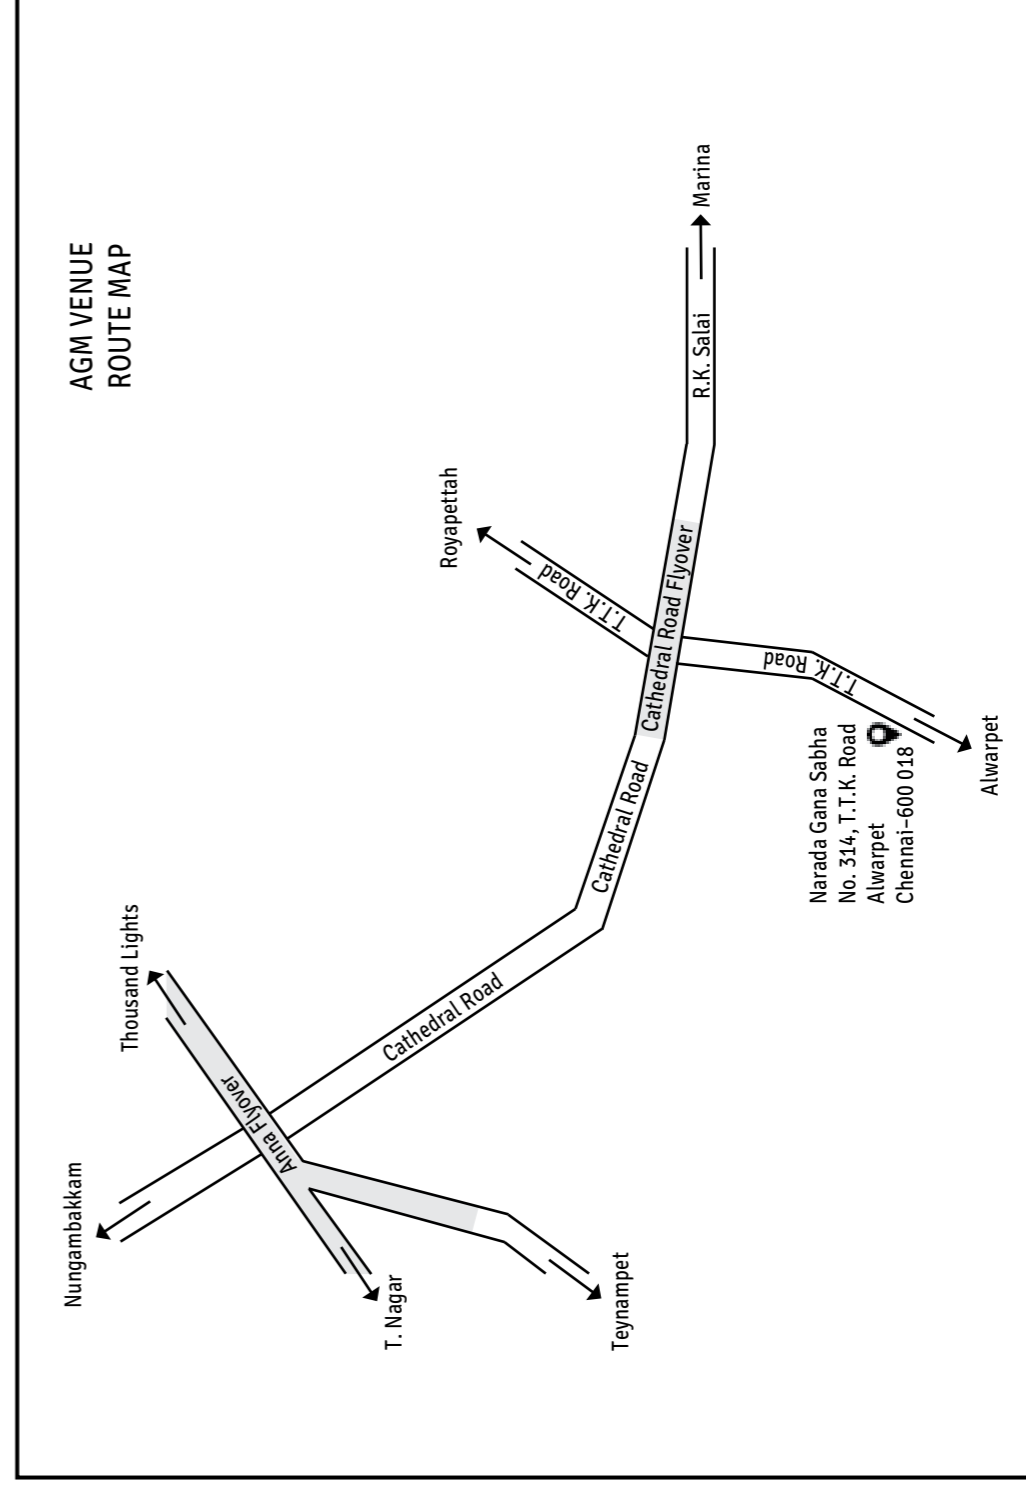 AGM VENUE
ROUTE MAP
Nungambakkam
Thousand Lights
Anna Flyover
T. Nagar
Teynampet
Cathedral Road
Cathedral Road
Cathedral Road Flyover
Royapettah
T.T.K. Road
R.K. Salai
Marina
T.T.K. Road
Narada Gana Sabha
No. 314, T.T.K. Road
Alwarpet
Chennai–600 018
Alwarpet